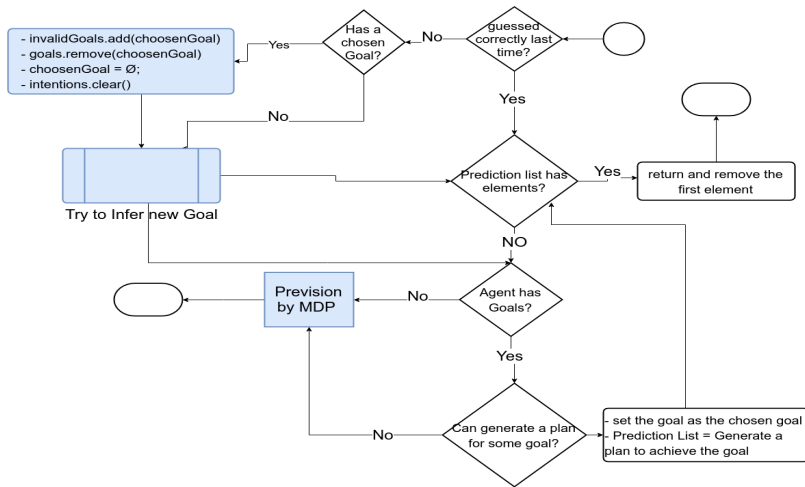 - invalidGoals.add(choosenGoal)
- goals.remove(choosenGoal)
- choosenGoal = Ø;
- intentions.clear()
Yes
Has a
chosen
Goal?
No
guessed
correctly last
time?
No
Yes
Try to Infer new Goal
Prediction list has
elements?
Yes
return and remove the
first element
NO
Prevision
by MDP
No
Agent has
Goals?
Yes
No
Can generate a plan
for some goal?
- set the goal as the chosen goal
- Prediction List = Generate a
plan to achieve the goal